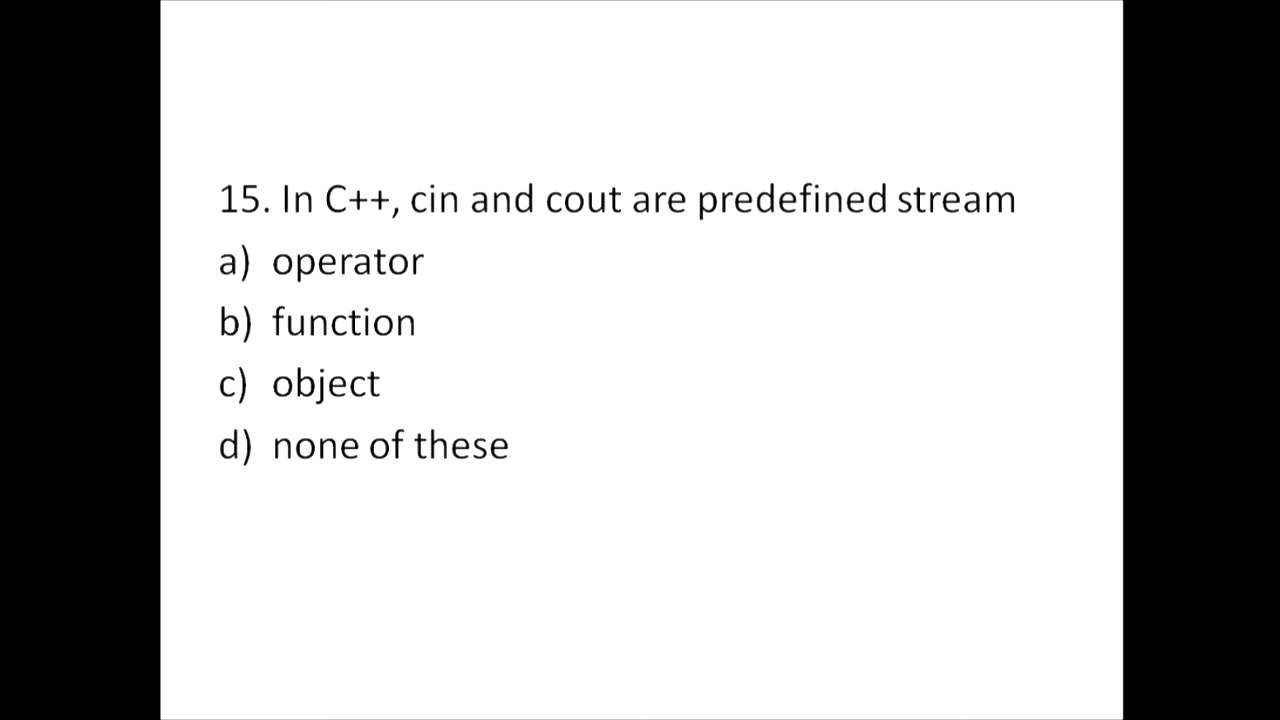 15. In C++, cin and cout are predefined stream
a) operator
b) function
c) object
d) none of these